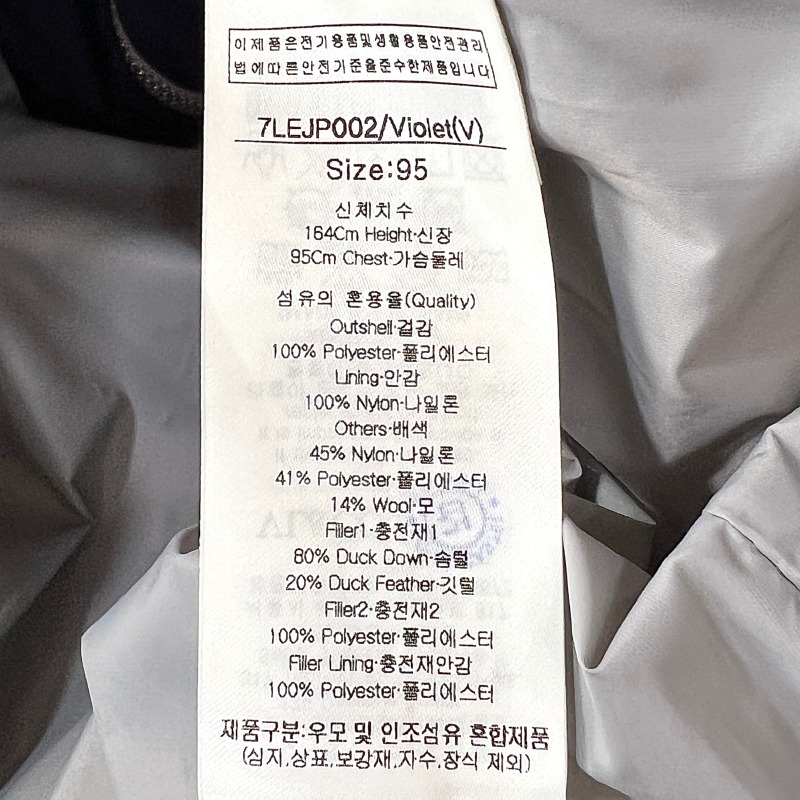 이 제품은전기용품및생활용품안전관리
법에따른안전기준을준수한제품입니다
7LEJP002/Violet(V)
Size:95
신체치수
164Cm Height·신장
95Cm Chest·가슴둘레
섬유의 혼용율(Quality)
Outshell·겉감
100% Polyester·폴리에스터
Lining·안감
100% Nylon·나일론
Others·배색
45% Nylon·나일론
41% Polyester·폴리에스터
14% Wool·모
Filler1·충전재1
80% Duck Down·솜털
20% Duck Feather·깃털
Filler2·충전재2
100% Polyester·폴리에스터
Filler Lining·충전재안감
100% Polyester·폴리에스터
제품구분:우모 및 인조섬유 혼합제품
(심지,상표,보강재,자수,장식 제외)